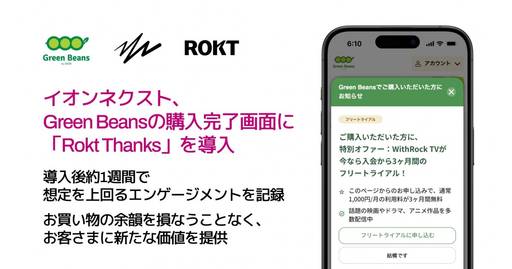 Green Beans
ROKT
イオンネクスト、
Green Beansの購入完了画面に
「Rokt Thanks」を導入
導入後約1週間で
想定を上回るエンゲージメントを記録
お買い物の余韻を損なうことなく、
お客さまに新たな価値を提供
6:10
Green Beans
アカウント
Green Beansでご購入いただいた方に
お知らせ
フリートライアル
ご購入いただいた方に、
特別オファー：WithRock TVが
今なら入会から3ヶ月間の
フリートライアル！
このページからのお申し込みで、通常
1,000円/月の利用料が3ヶ月間無料
話題の映画やドラマ、アニメ作品を多
数配信中
フリートライアルに申し込む
結構です